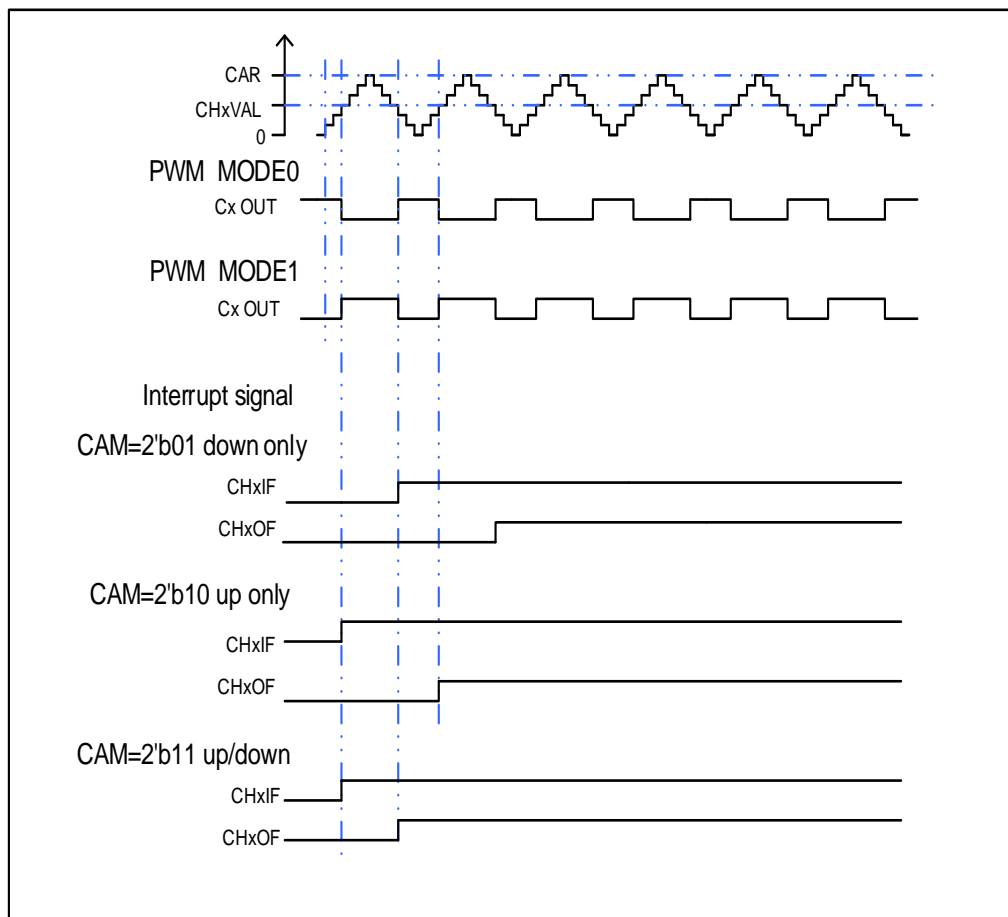 CAR
CHxVAL
0
PWM MODE0
Cx OUT
PWM MODE1
Cx OUT
Interrupt signal
CAM=2'b01 down only
CHxIF
CHxOF
CAM=2'b10 up only
CHxIF
CHxOF
CAM=2'b11 up/down
CHxIF
CHxOF